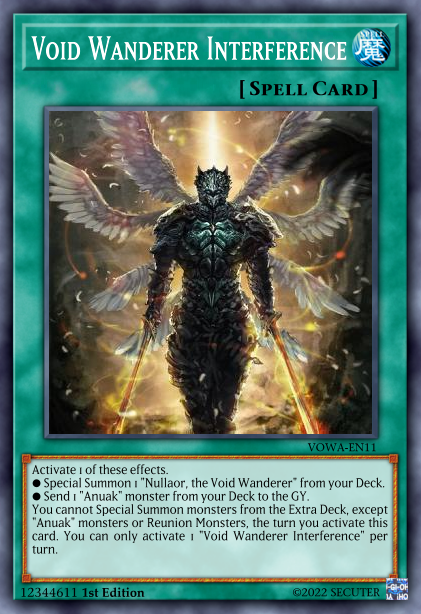 VOID WANDERER INTERFERENCE
魔
[SPELL CARD]
VOWA-EN11
Activate 1 of these effects.
● Special Summon 1 "Nullaor, the Void Wanderer" from your Deck.
● Send 1 "Anuak" monster from your Deck to the GY.
You cannot Special Summon monsters from the Extra Deck, except
"Anuak" monsters or Reunion Monsters, the turn you activate this
card. You can only activate 1 "Void Wanderer Interference" per
turn.
12344611 1st Edition
©2022 SECUTER